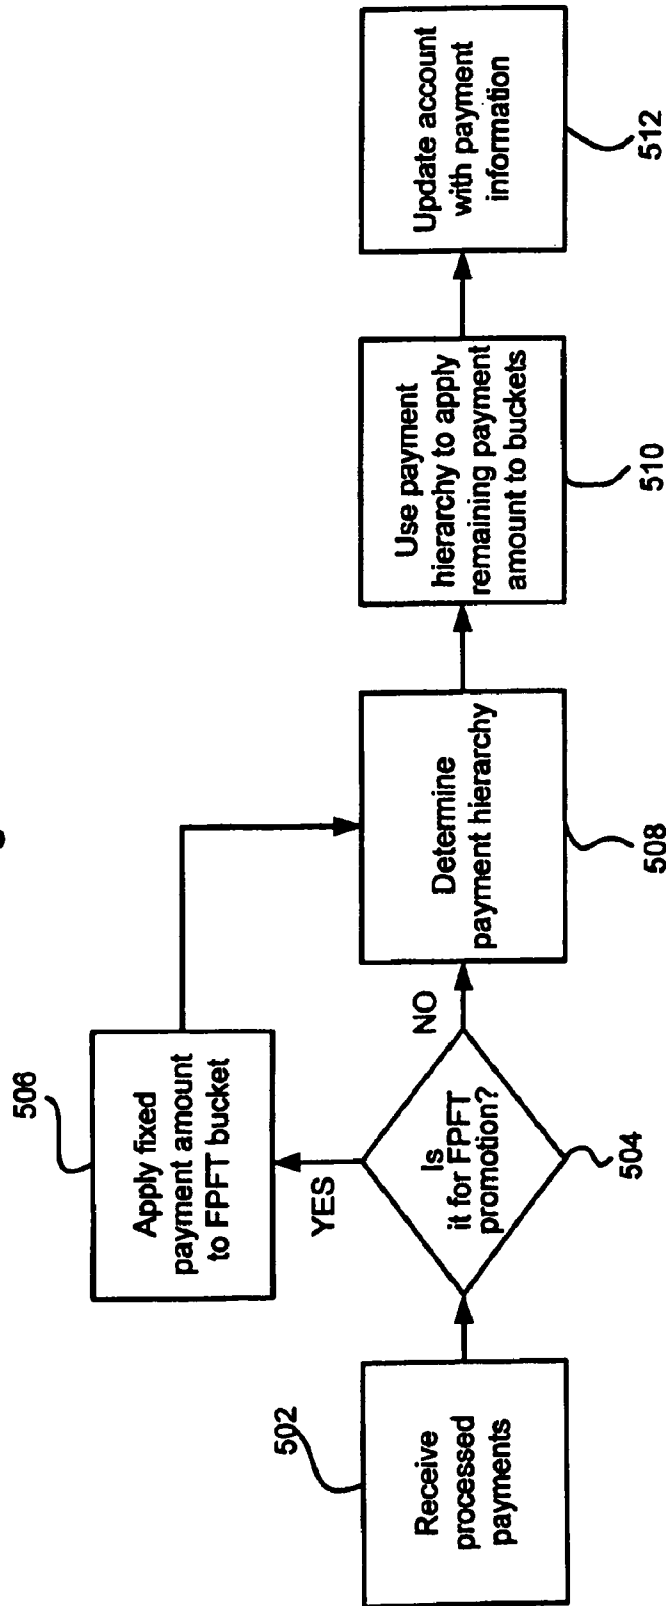 502
Receive
processed
payments
Is
it for FPFT
promotion?
504
YES
NO
506
Apply fixed
payment amount
to FPFT bucket
Determine
payment hierarchy
508
Use payment
hierarchy to apply
remaining payment
amount to buckets
510
Update account
with payment
information
512